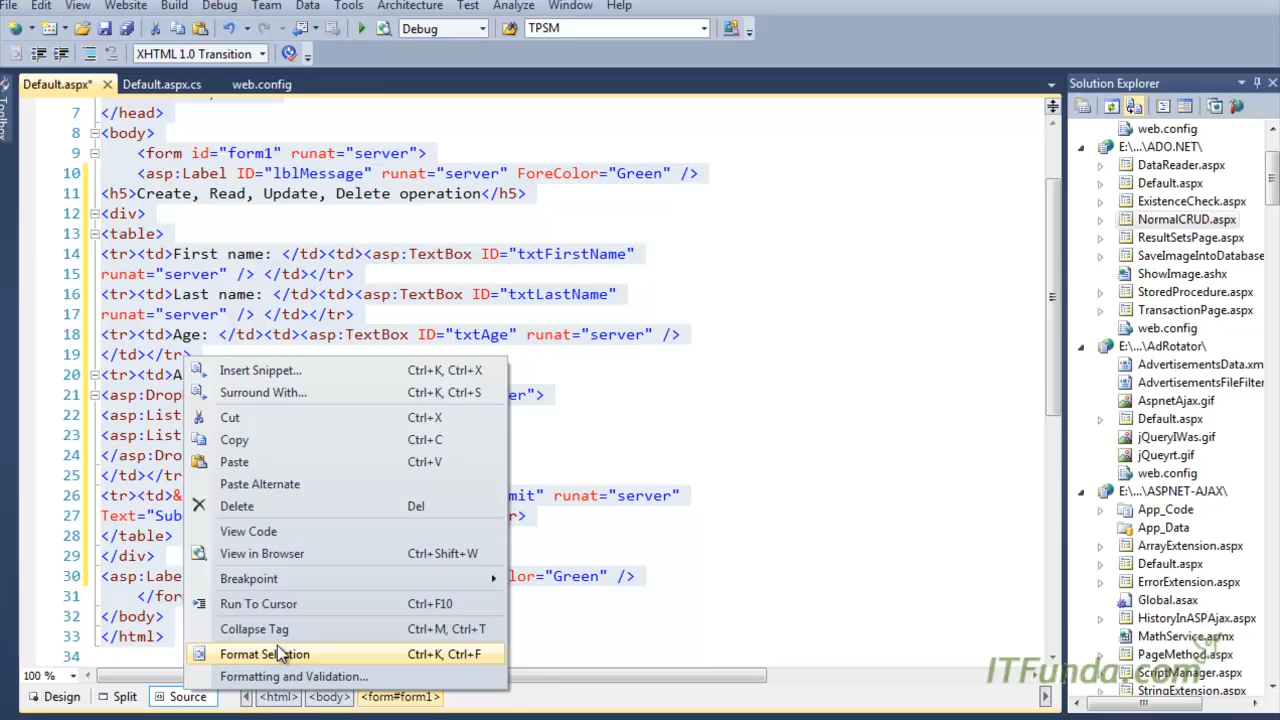 File Edit View Website Build Debug Team Data Tools Architecture Test Analyze Window Help
Debug TPSM
XHTML 1.0 Transition
Default.aspx* Default.aspx.cs web.config
Solution Explorer
Toolbox
7 </head>
8 <body>
9 <form id="form1" runat="server">
10 <asp:Label ID="lblMessage" runat="server" ForeColor="Green" />
11 <h5>Create, Read, Update, Delete operation</h5>
12 <div>
13 <table>
14 <tr><td>First name: </td><td><asp:TextBox ID="txtFirstName"
15 runat="server" /> </td></tr>
16 <tr><td>Last name: </td><td><asp:TextBox ID="txtLastName"
17 runat="server" /> </td></tr>
18 <tr><td>Age: </td><td><asp:TextBox ID="txtAge" runat="server" />
19 </td></tr>
20 <tr><td>A
21 <asp:Drop er">
22 <asp:List
23 <asp:List
24 </asp:Dro
25 </td></tr
26 <tr><td>& mit" runat="server"
27 Text="Sub r>
28 </table>
29 </div>
30 <asp:Labe lor="Green" />
31 </for
32 </body>
33 </html>
34
Insert Snippet... Ctrl+K, Ctrl+X
Surround With... Ctrl+K, Ctrl+S
Cut Ctrl+X
Copy Ctrl+C
Paste Ctrl+V
Paste Alternate
Delete Del
View Code
View in Browser Ctrl+Shift+W
Breakpoint
Run To Cursor Ctrl+F10
Collapse Tag Ctrl+M, Ctrl+T
Format Selection Ctrl+K, Ctrl+F
Formatting and Validation...
100 %
Design Split Source <html> <body> <form#form1>
web.config
E:\...\ADO.NET\
DataReader.aspx
Default.aspx
ExistenceCheck.aspx
NormalCRUD.aspx
ResultSetsPage.aspx
SaveImageIntoDatabase
ShowImage.ashx
StoredProcedure.aspx
TransactionPage.aspx
web.config
E:\...\AdRotator\
AdvertisementsData.xm
AdvertisementsFileFilter
AspnetAjax.gif
Default.aspx
jQueryIWas.gif
jQueryrt.gif
web.config
E:\...\ASPNET-AJAX\
App_Code
App_Data
ArrayExtension.aspx
Default.aspx
ErrorExtension.aspx
Global.asax
HistoryInASPAjax.aspx
MathService.asmx
PageMethod.aspx
ScriptManager.aspx
StringExtension.aspx
ITFunda.com